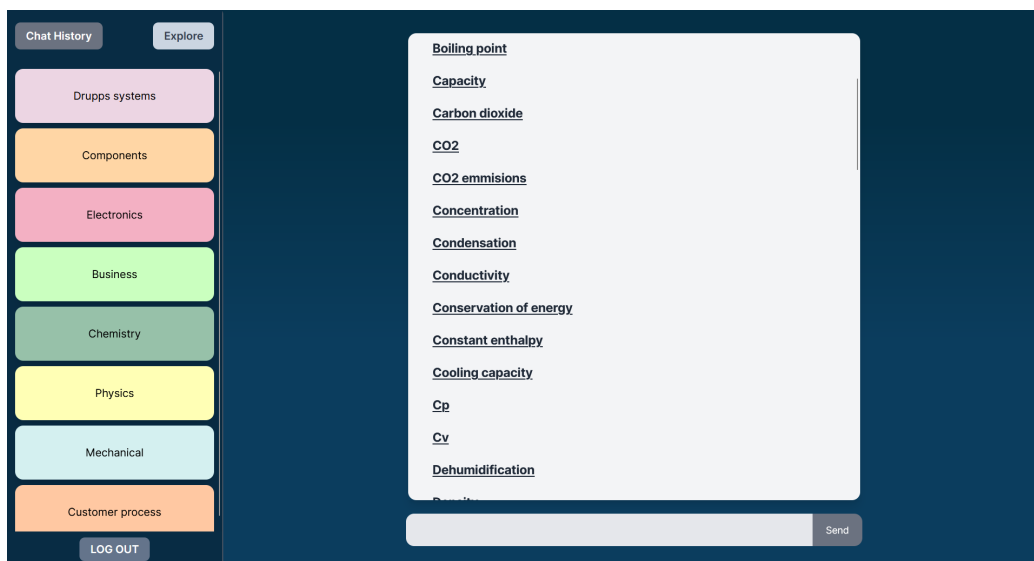 Chat History
Explore
Drupps systems
Components
Electronics
Business
Chemistry
Physics
Mechanical
Customer process
LOG OUT
Boiling point
Capacity
Carbon dioxide
CO2
CO2 emmisions
Concentration
Condensation
Conductivity
Conservation of energy
Constant enthalpy
Cooling capacity
Cp
Cv
Dehumidification
Density
Send